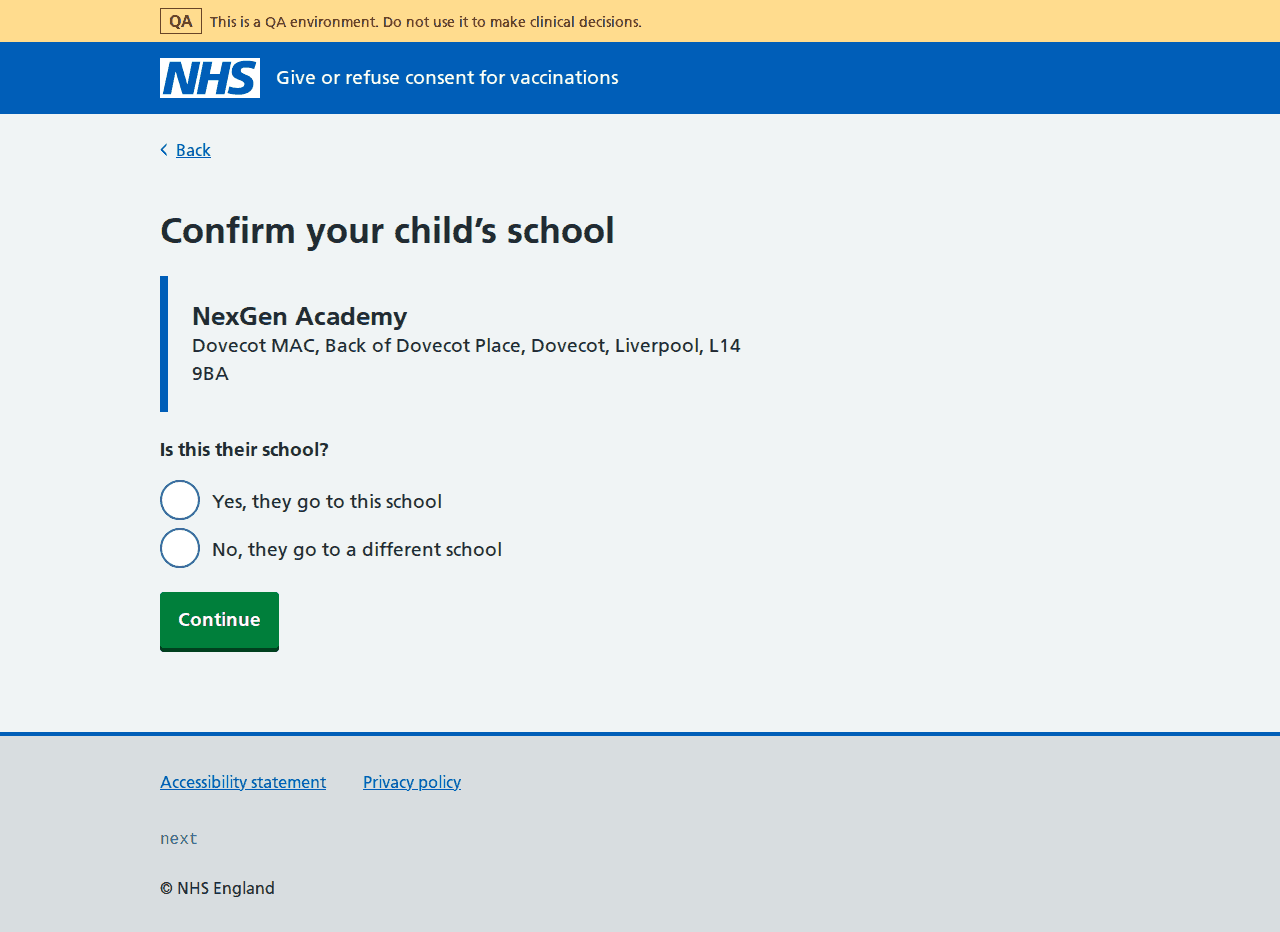 QA This is a QA environment. Do not use it to make clinical decisions.
NHS Give or refuse consent for vaccinations
Back
Confirm your child’s school
NexGen Academy
Dovecot MAC, Back of Dovecot Place, Dovecot, Liverpool, L14
9BA
Is this their school?
Yes, they go to this school
No, they go to a different school
Continue
Accessibility statement Privacy policy
next
© NHS England